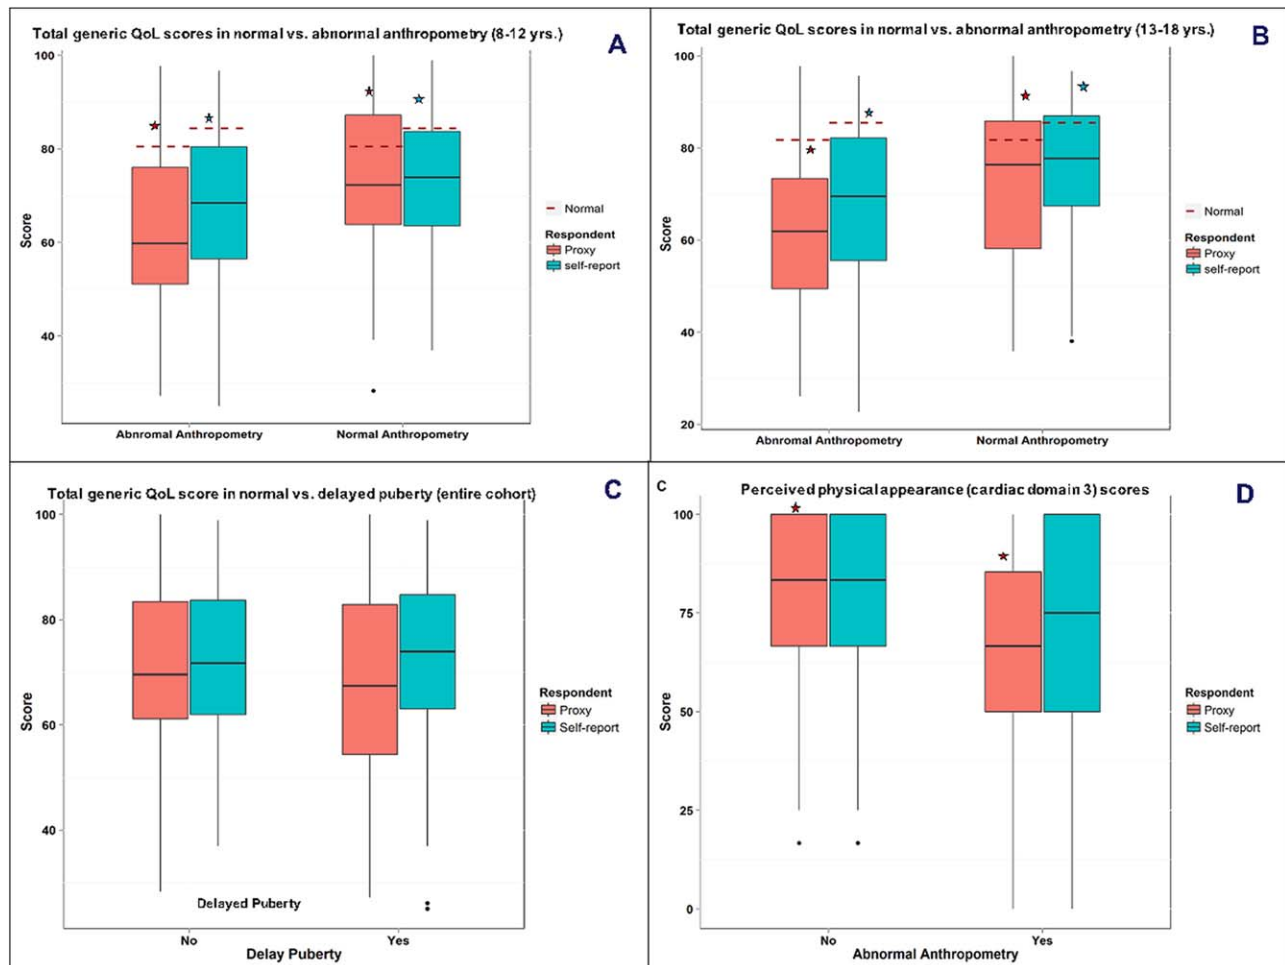 Total generic QoL scores in normal vs. abnormal anthropometry (8-12 yrs.)
A
100
80
60
40
Score
Normal
Respondent
Proxy
self-report
Abnromal Anthropometry
Normal Anthropometry
Total generic QoL scores in normal vs. abnormal anthropometry (13-18 yrs.)
B
100
80
60
40
20
Score
Normal
Respondent
Proxy
self-report
Abnromal Anthropometry
Normal Anthropometry
Total generic QoL score in normal vs. delayed puberty (entire cohort)
C
100
80
60
40
Score
Respondent
Proxy
Self-report
Delayed Puberty
No
Yes
Delay Puberty
C
Perceived physical appearance (cardiac domain 3) scores
D
100
75
50
25
0
Score
Respondent
Proxy
Self-report
No
Yes
Abnormal Anthropometry